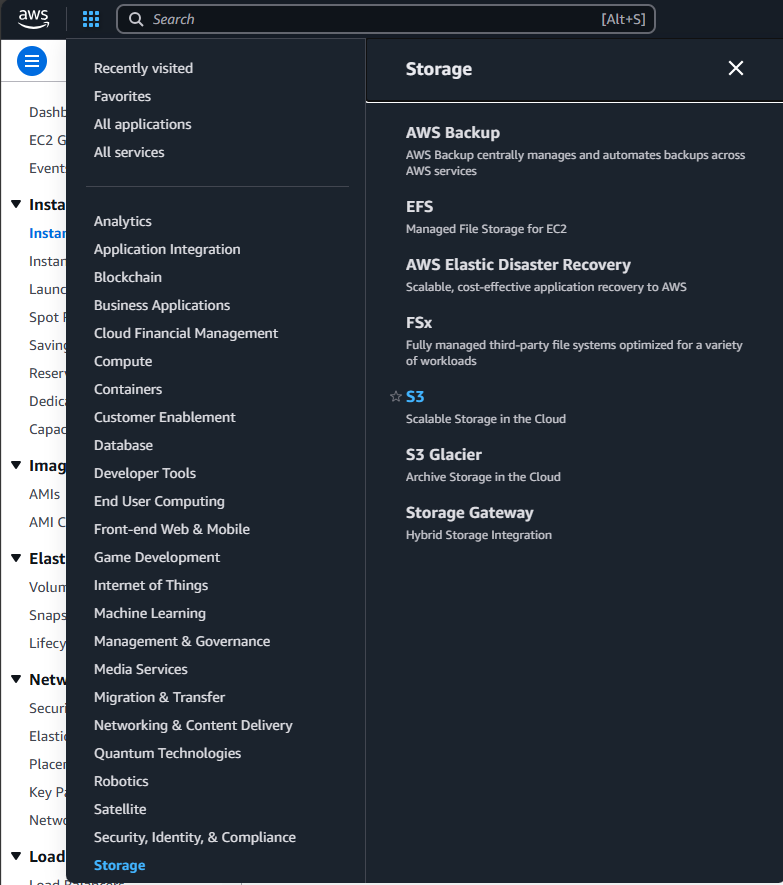 aws
Search
[Alt+S]
Recently visited
Favorites
All applications
All services
Analytics
Application Integration
Blockchain
Business Applications
Cloud Financial Management
Compute
Containers
Customer Enablement
Database
Developer Tools
End User Computing
Front-end Web & Mobile
Game Development
Internet of Things
Machine Learning
Management & Governance
Media Services
Migration & Transfer
Networking & Content Delivery
Quantum Technologies
Robotics
Satellite
Security, Identity, & Compliance
Storage
Storage
AWS Backup
AWS Backup centrally manages and automates backups across
AWS services
EFS
Managed File Storage for EC2
AWS Elastic Disaster Recovery
Scalable, cost-effective application recovery to AWS
FSx
Fully managed third-party file systems optimized for a variety
of workloads
S3
Scalable Storage in the Cloud
S3 Glacier
Archive Storage in the Cloud
Storage Gateway
Hybrid Storage Integration
EC2
AMIs
AMI
Key
Load